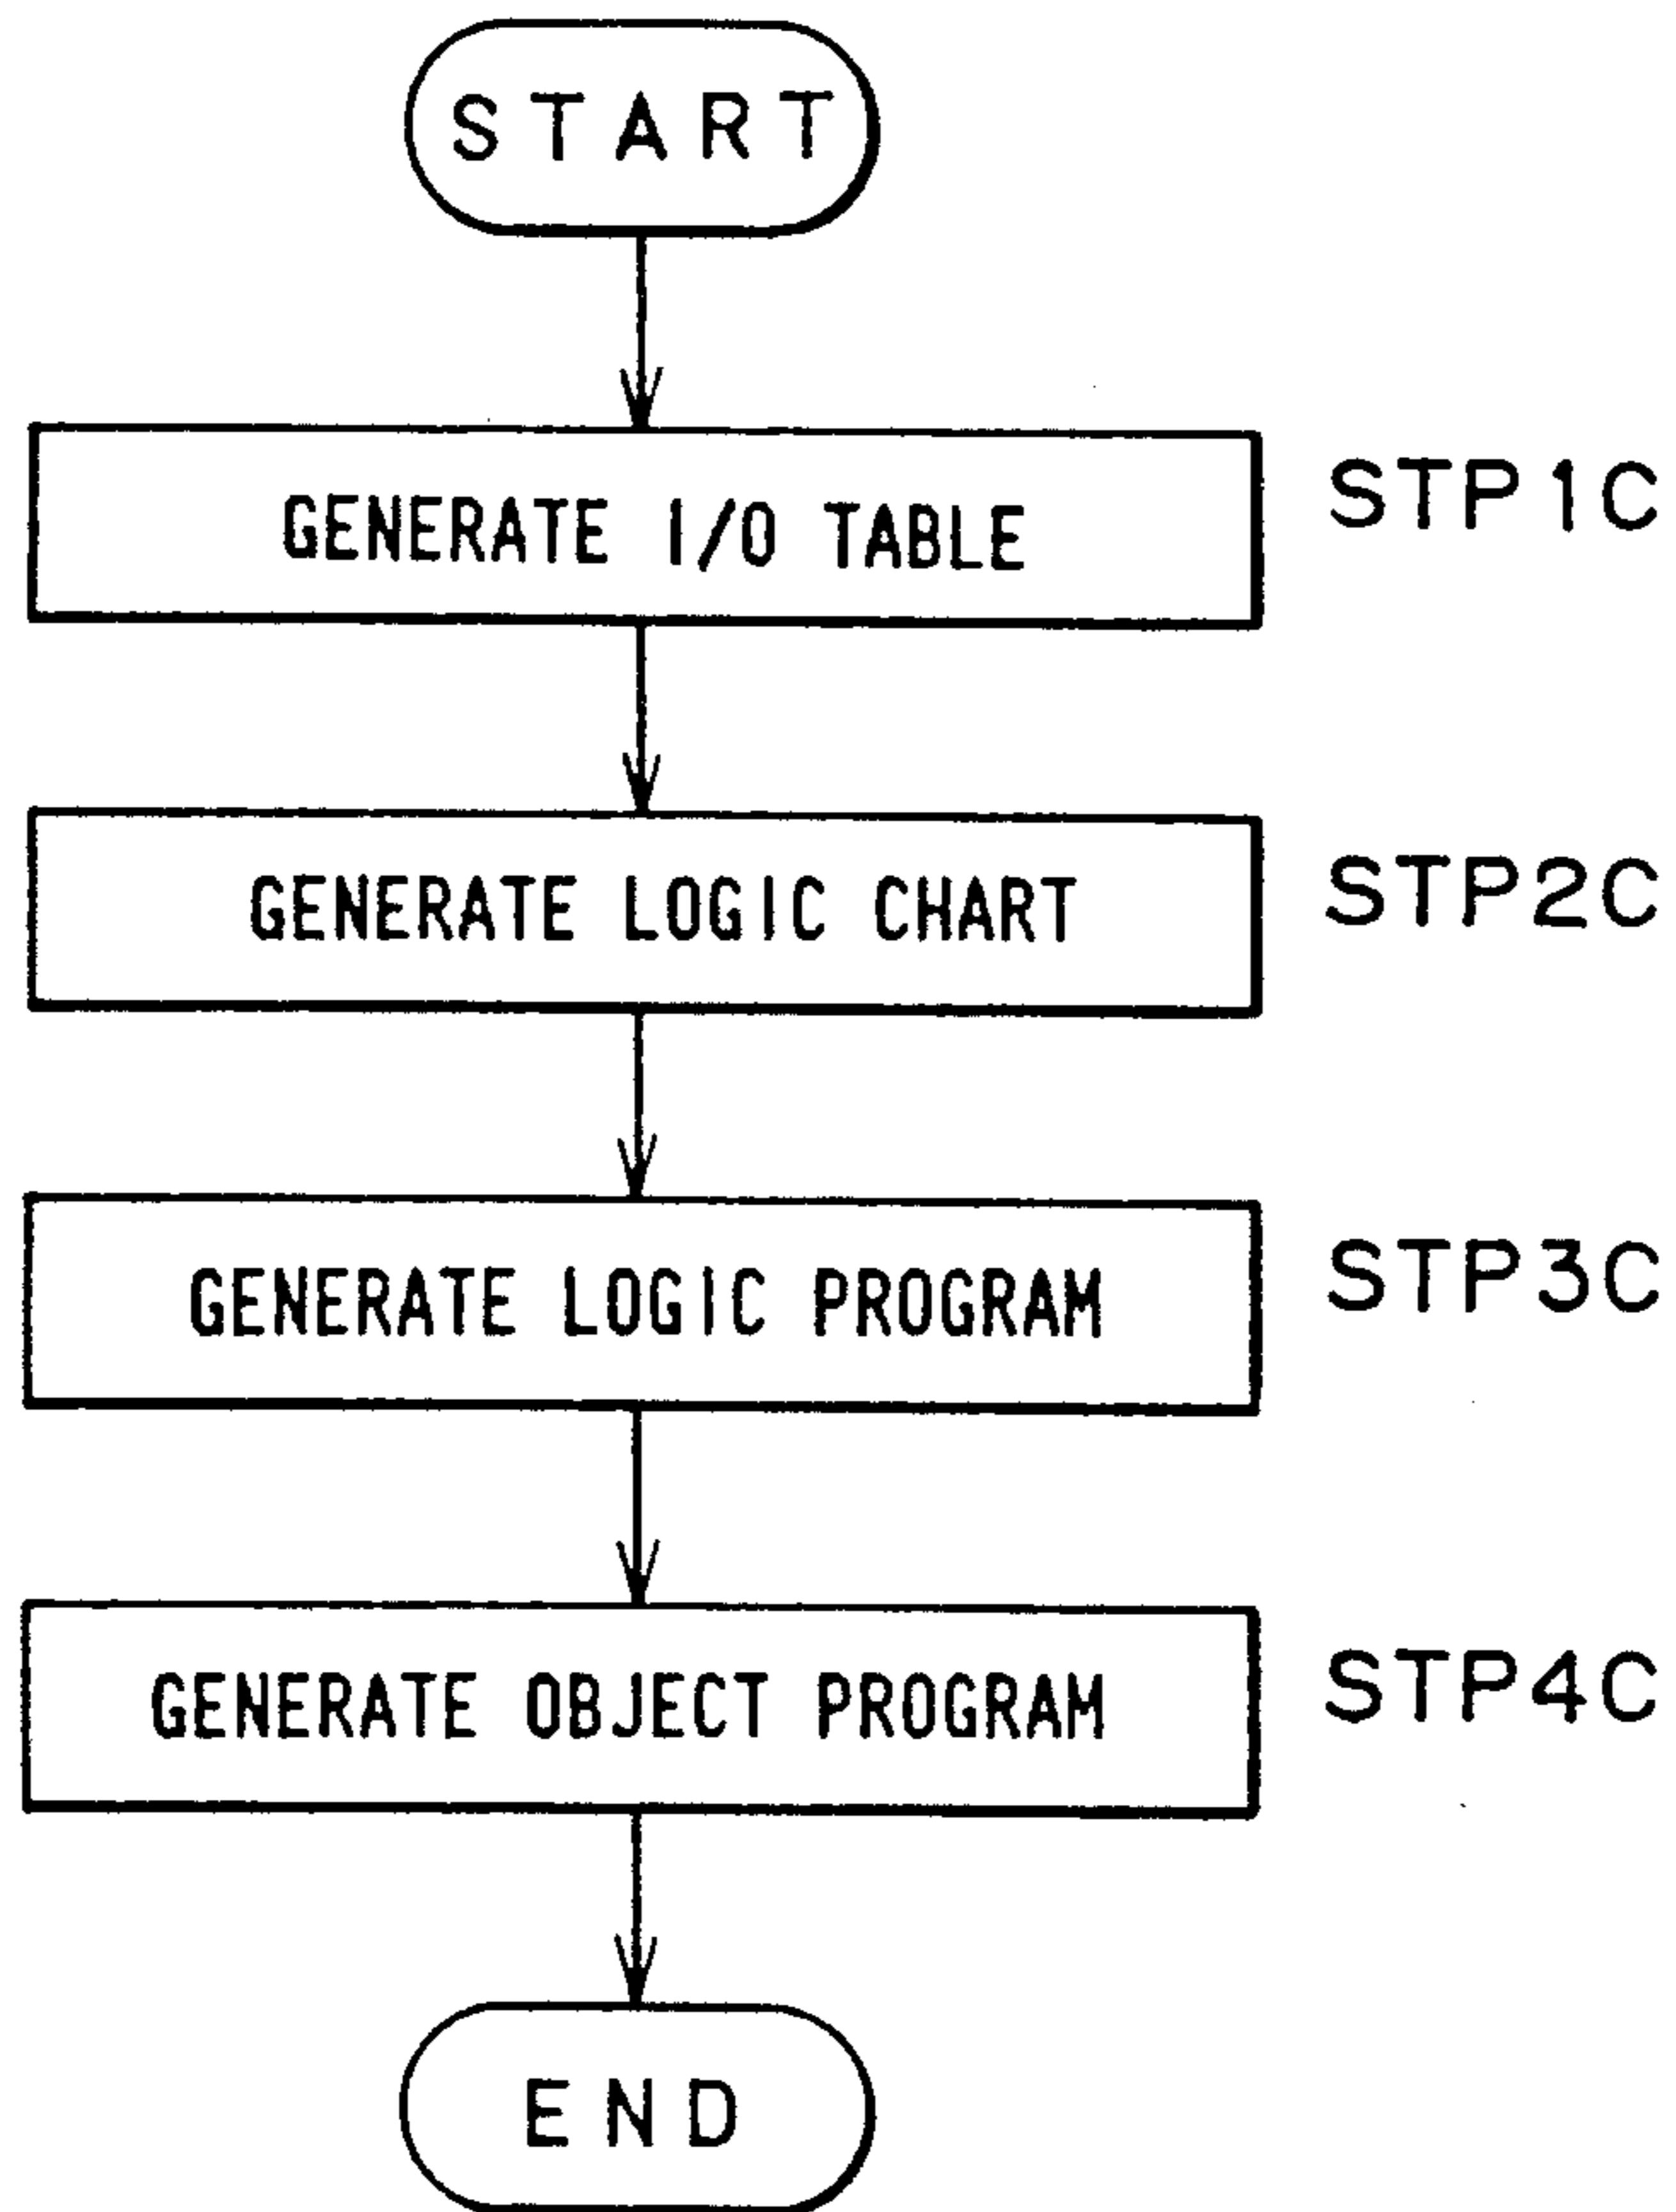 START
GENERATE I/O TABLE
STP1C
GENERATE LOGIC CHART
STP2C
GENERATE LOGIC PROGRAM
STP3C
GENERATE OBJECT PROGRAM
STP4C
END